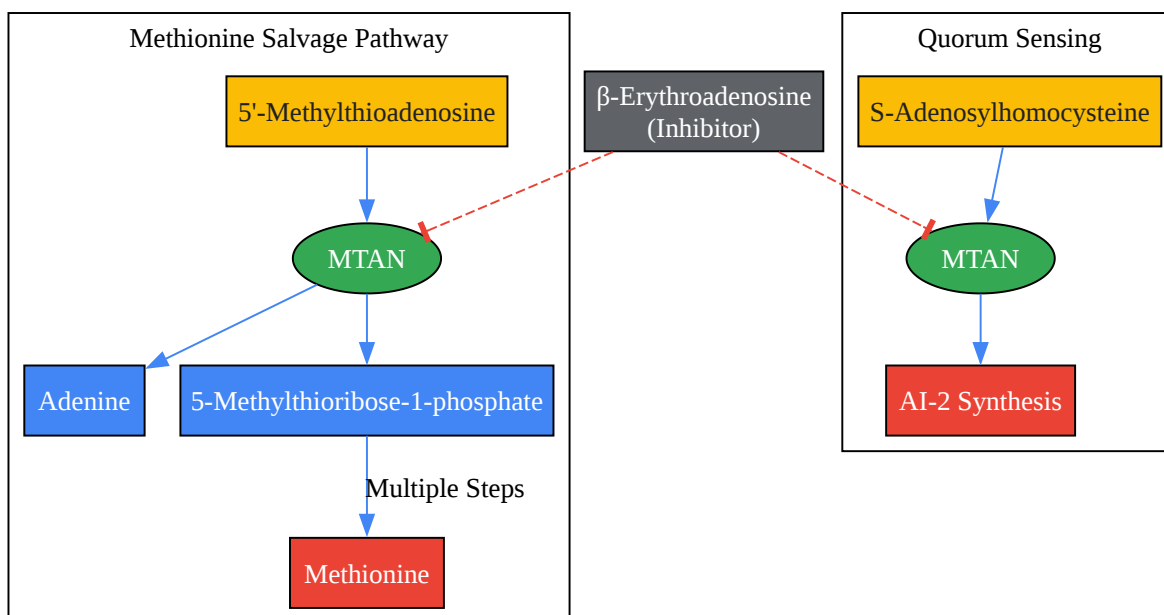 Methionine Salvage Pathway
Quorum Sensing
5'-Methylthioadenosine
β-Erythroadenosine
(Inhibitor)
S-Adenosylhomocysteine
MTAN
MTAN
Adenine
5-Methylthioribose-1-phosphate
AI-2 Synthesis
Multiple Steps
Methionine